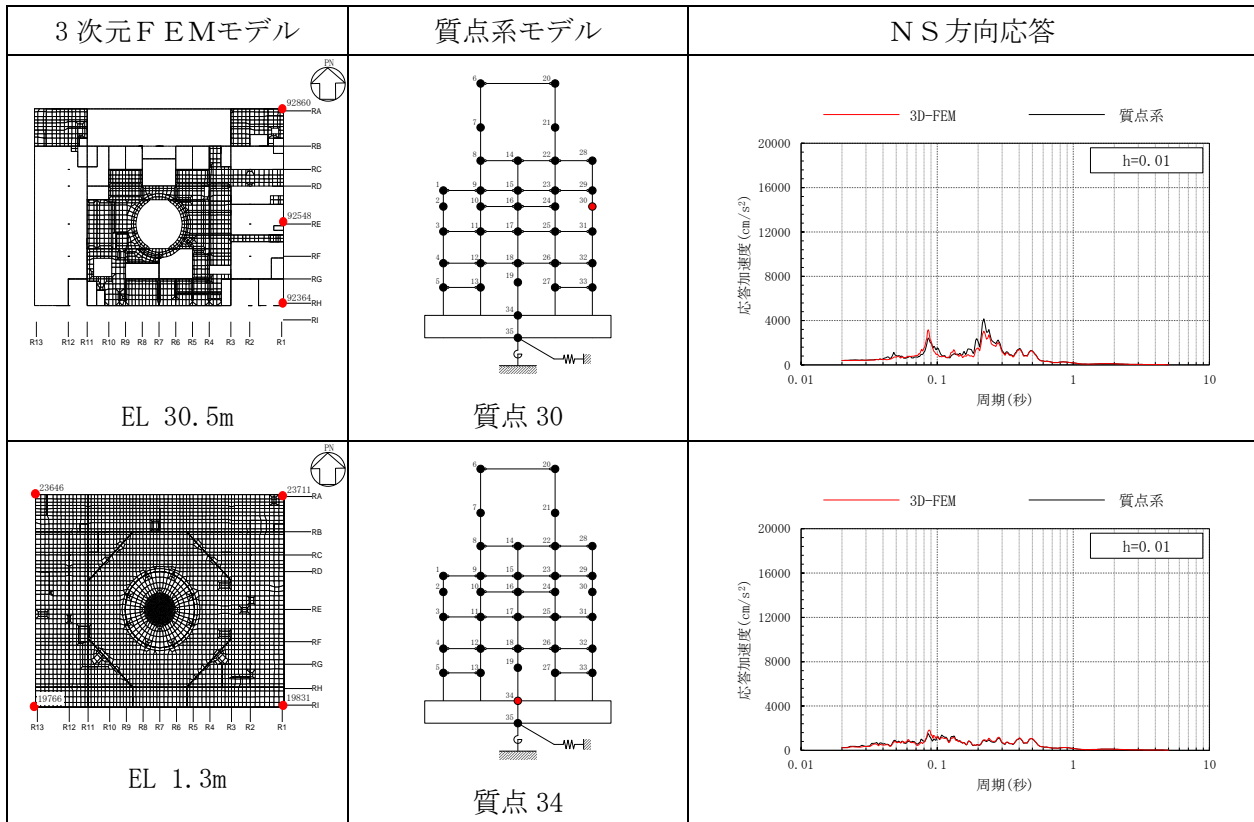 3次元ＦＥＭモデル
質点系モデル
ＮＳ方向応答
PN
92860
RA
RB
RC
RD
92548
RE
RF
RG
92364
RH
RI
R13 R12 R11 R10 R9 R8 R7 R6 R5 R4 R3 R2 R1
EL 30.5m
6 20
7 21
8 14 22 28
1 9 15 23 29
2 10 16 24 30
3 11 17 25 31
4 12 18 26 32
5 13 19 27 33
34
35
質点 30
3D-FEM 質点系
h=0.01
応答加速度(cm/s²)
20000
16000
12000
8000
4000
0
0.01 0.1 1 10
周期(秒)
PN
23646 23711
RA
RB
RC
RD
RE
RF
RG
RH
19766 19831
RI
R13 R12 R11 R10 R9 R8 R7 R6 R5 R4 R3 R2 R1
EL 1.3m
6 20
7 21
8 14 22 28
1 9 15 23 29
2 10 16 24 30
3 11 17 25 31
4 12 18 26 32
5 13 19 27 33
34
35
質点 34
3D-FEM 質点系
h=0.01
応答加速度(cm/s²)
20000
16000
12000
8000
4000
0
0.01 0.1 1 10
周期(秒)